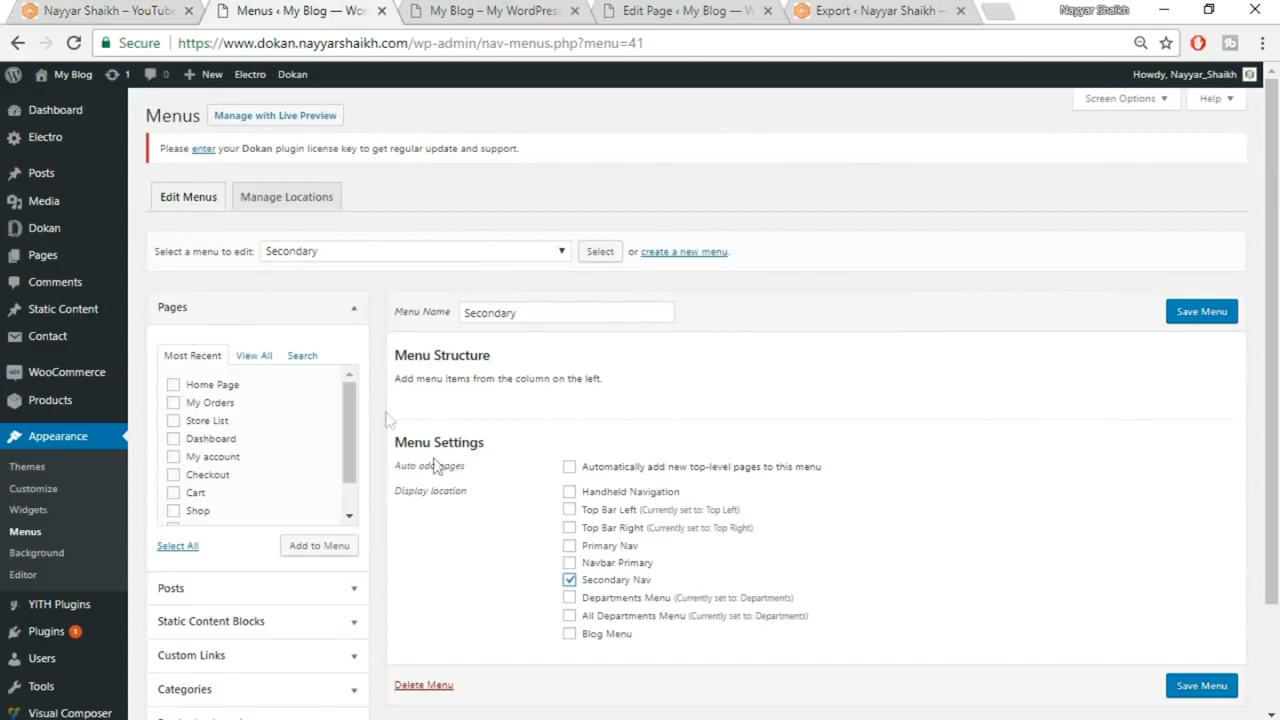 Nayyar Shaikh – YouTube
Menus ‹ My Blog — Wo
My Blog – My WordPres
Edit Page ‹ My Blog — W
Export ‹ Nayyar Shaikh —
Nayyar Shaikh
Secure
https://www.dokan.nayyarshaikh.com/wp-admin/nav-menus.php?menu=41
My Blog
1
0
New
Electro
Dokan
Howdy, Nayyar_Shaikh
Dashboard
Electro
Posts
Media
Dokan
Pages
Comments
Static Content
Contact
WooCommerce
Products
Appearance
Themes
Customize
Widgets
Menus
Background
Editor
YITH Plugins
Plugins 1
Users
Tools
Visual Composer
Screen Options
Help
Menus
Manage with Live Preview
Please enter your Dokan plugin license key to get regular update and support.
Edit Menus
Manage Locations
Select a menu to edit:
Secondary
Select
or create a new menu.
Pages
Most Recent
View All
Search
Home Page
My Orders
Store List
Dashboard
My account
Checkout
Cart
Shop
Select All
Add to Menu
Posts
Static Content Blocks
Custom Links
Categories
Menu Name
Secondary
Save Menu
Menu Structure
Add menu items from the column on the left.
Menu Settings
Auto add pages
Automatically add new top-level pages to this menu
Display location
Handheld Navigation
Top Bar Left (Currently set to: Top Left)
Top Bar Right (Currently set to: Top Right)
Primary Nav
Navbar Primary
Secondary Nav
Departments Menu (Currently set to: Departments)
All Departments Menu (Currently set to: Departments)
Blog Menu
Delete Menu
Save Menu